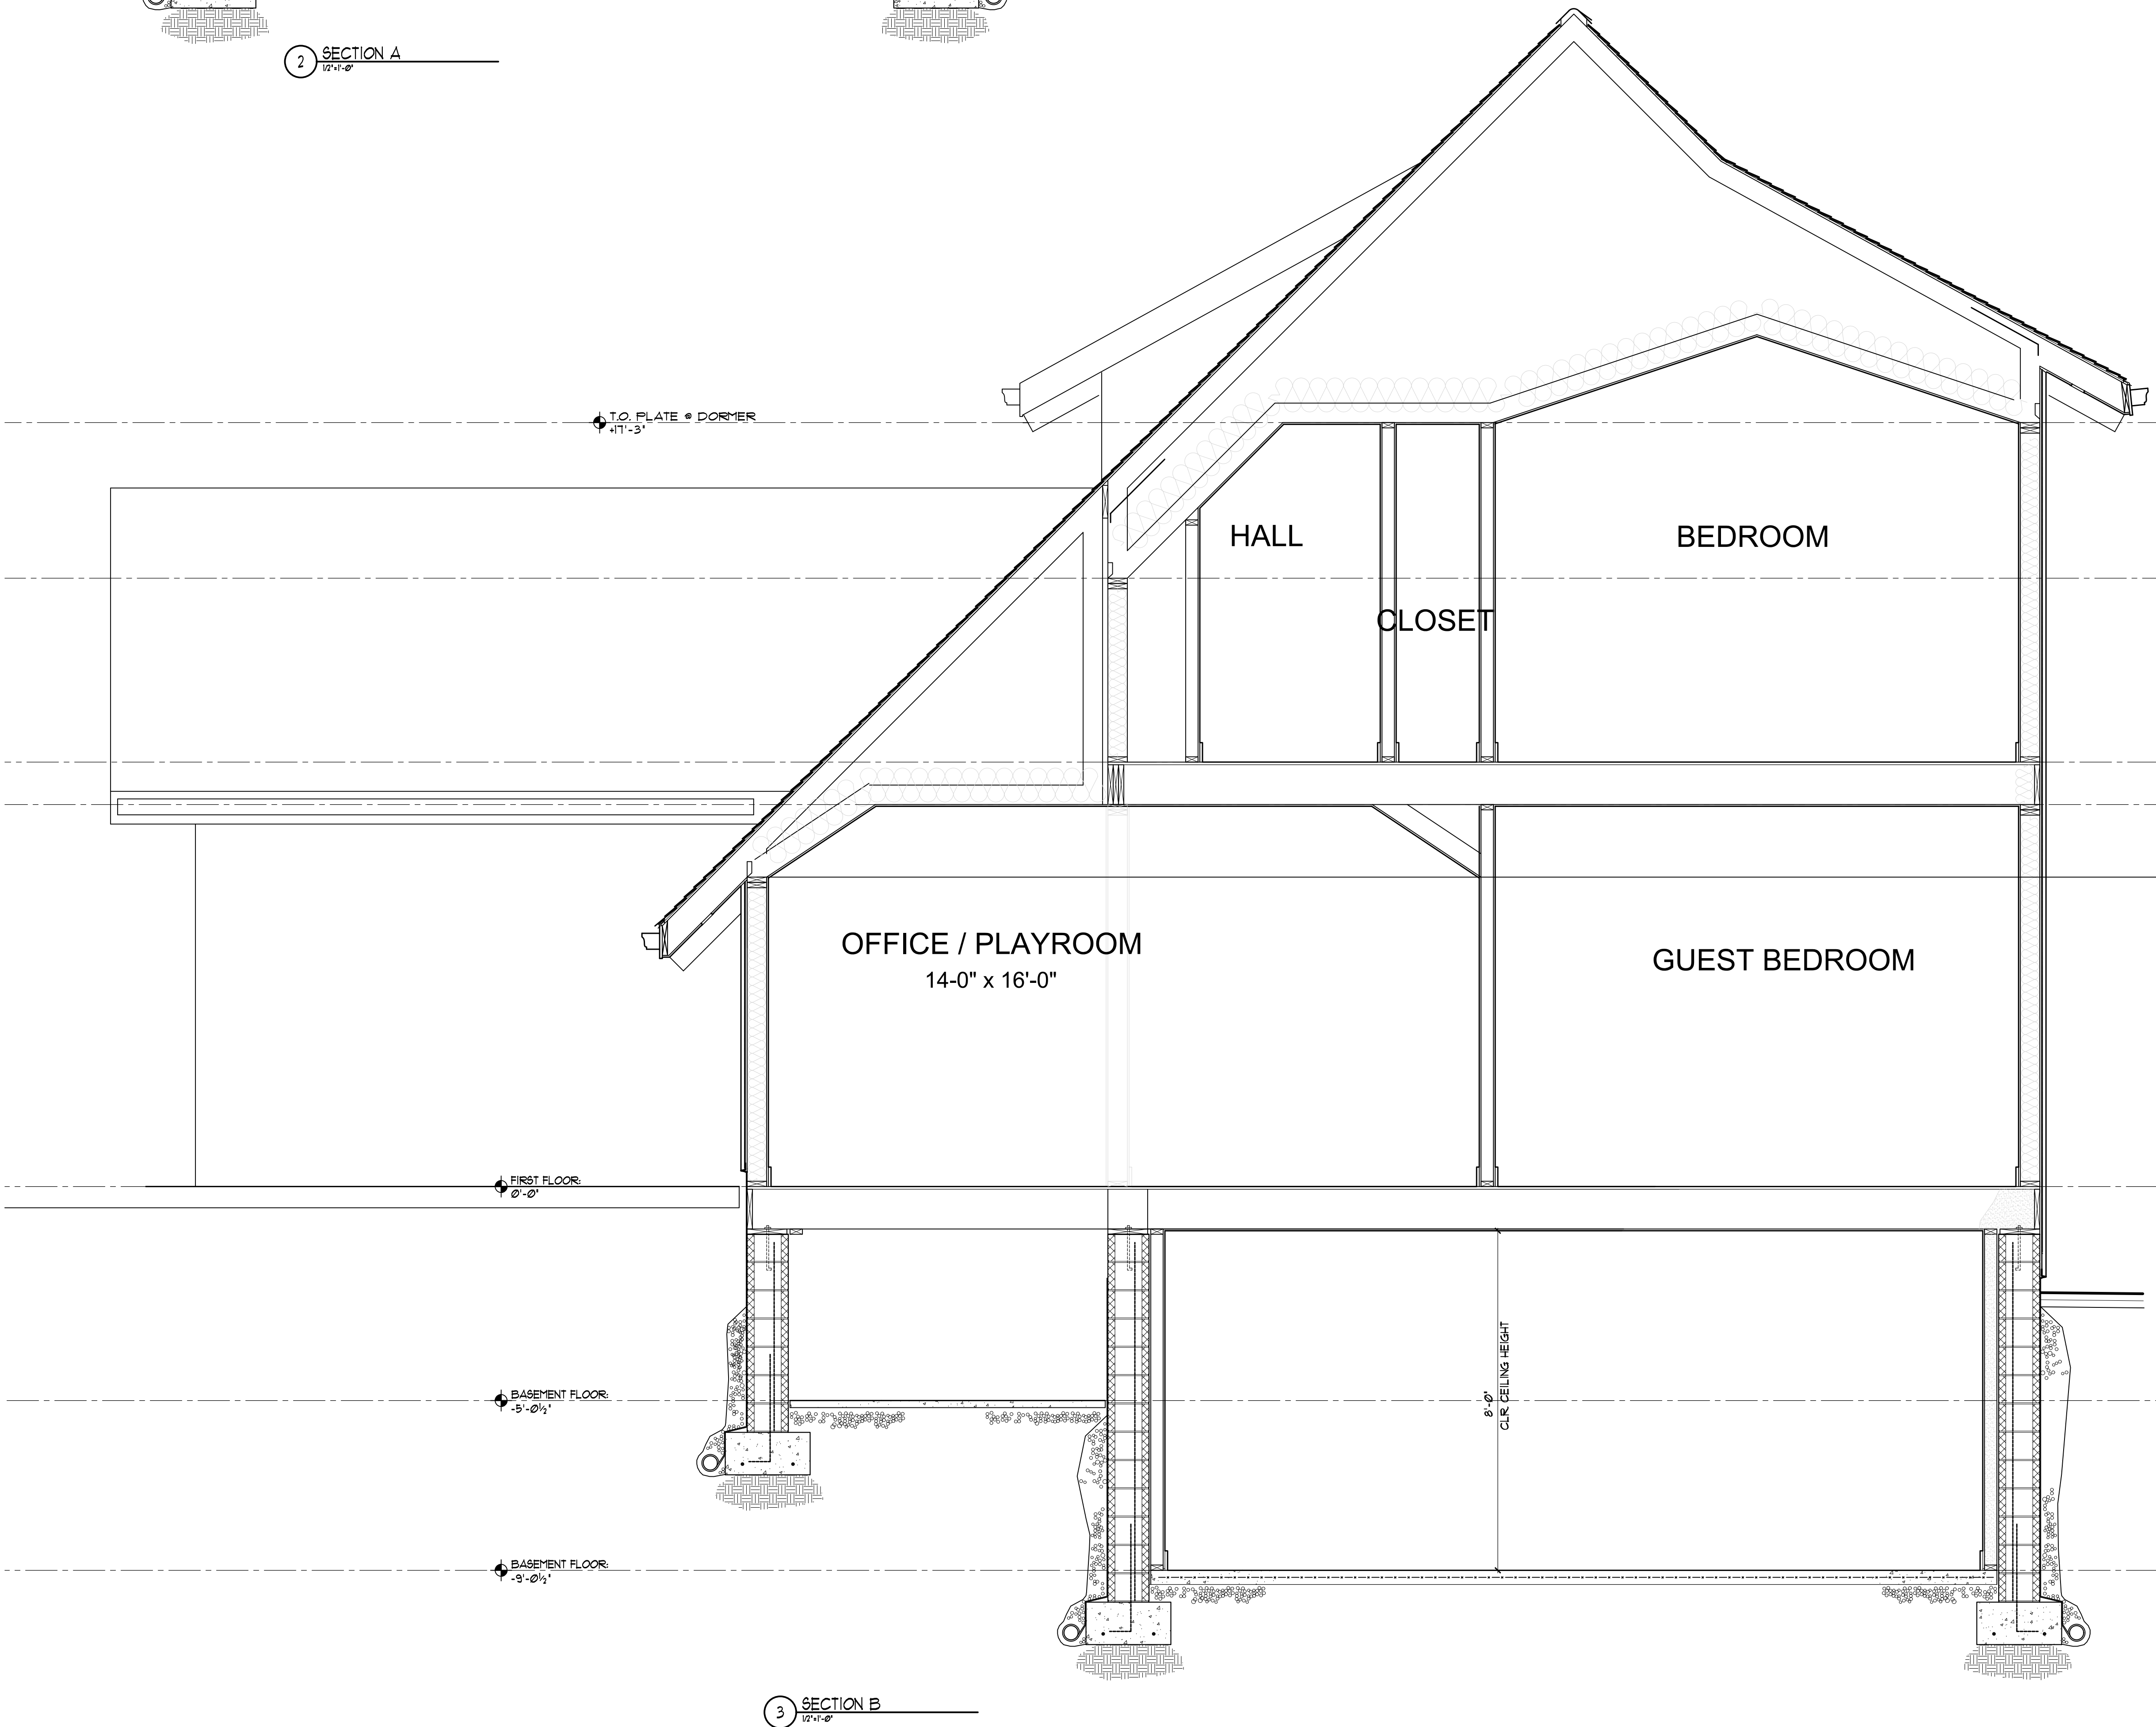 2 SECTION A
1/2"=1'-0"
T.O. PLATE @ DORMER
+17'-3"
HALL
BEDROOM
CLOSET
OFFICE / PLAYROOM
14-0" x 16'-0"
GUEST BEDROOM
FIRST FLOOR:
0'-0"
8'-0"
CLR CEILING HEIGHT
BASEMENT FLOOR:
-5'-0½"
BASEMENT FLOOR:
-9'-0½"
3 SECTION B
1/2"=1'-0"